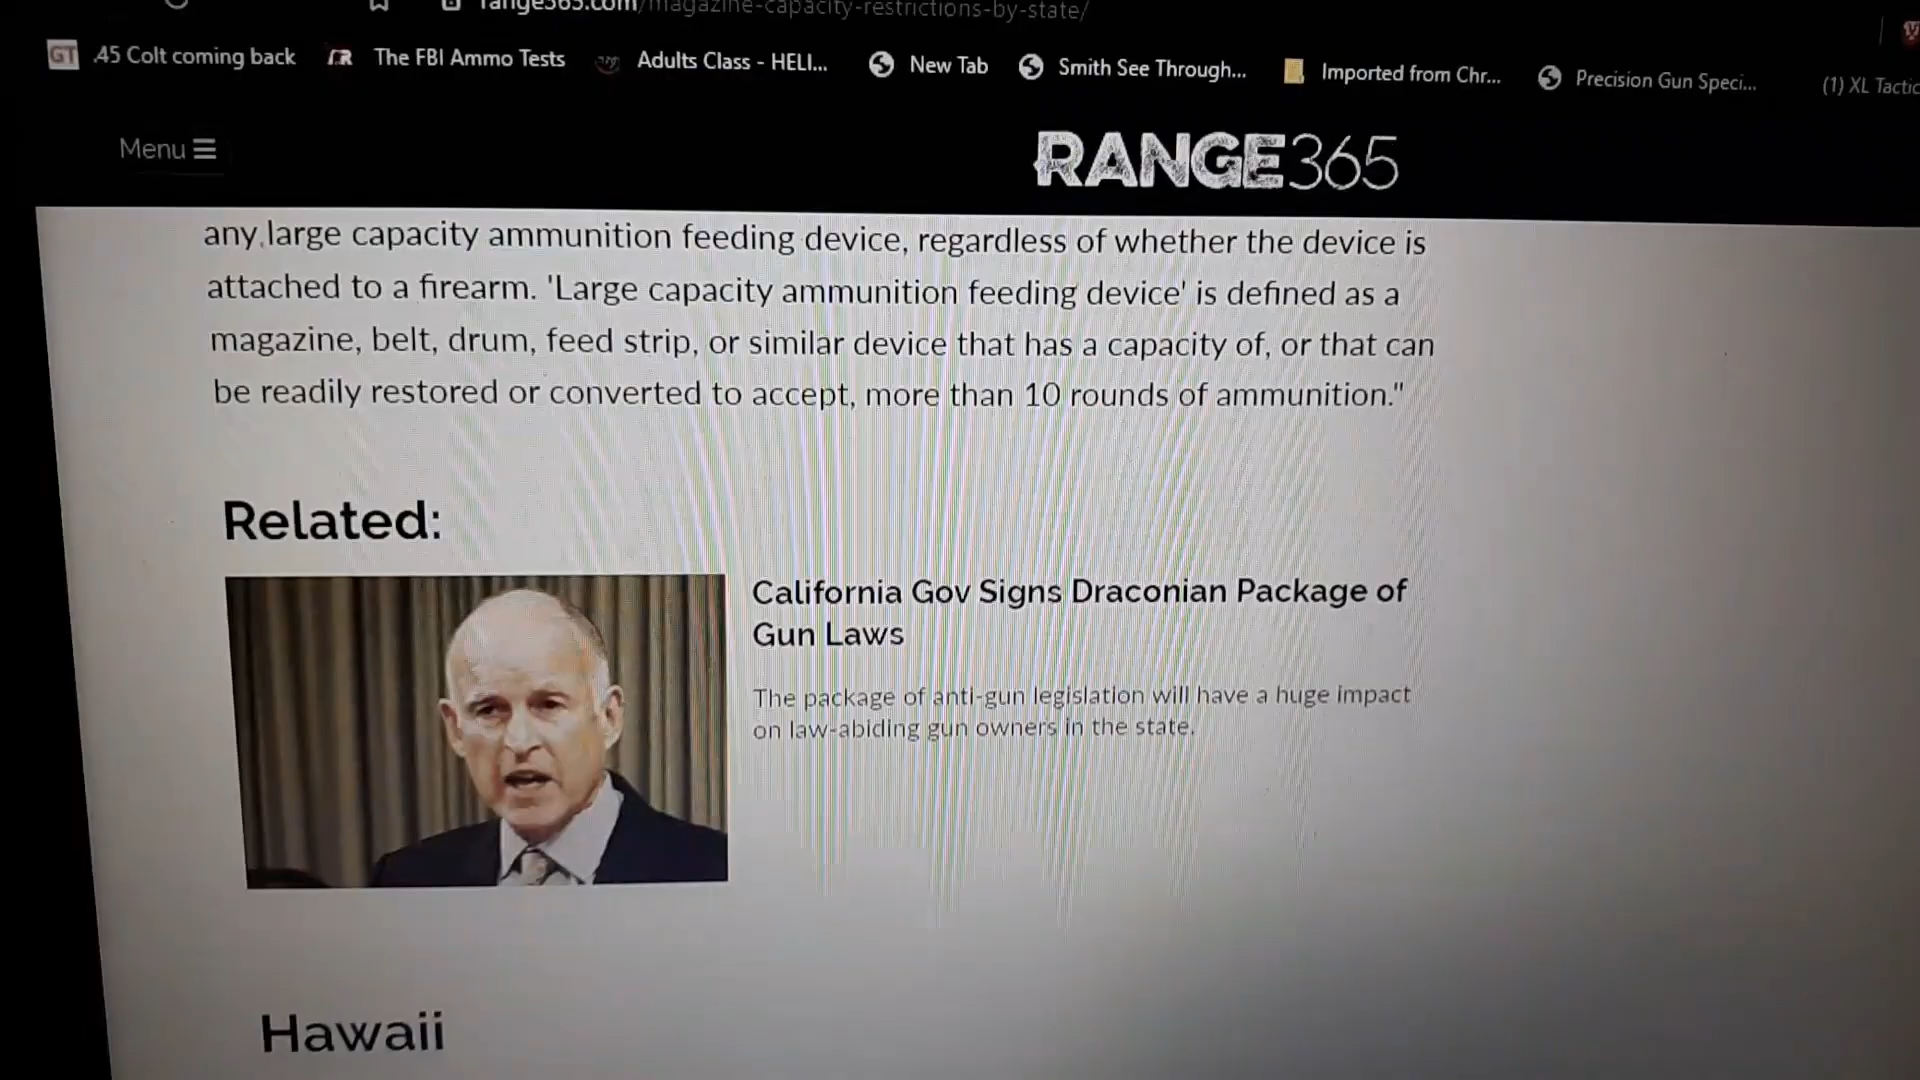 range365.com/magazine-capacity-restrictions-by-state/
GT .45 Colt coming back
The FBI Ammo Tests
Adults Class - HELI...
New Tab
Smith See Through...
Imported from Chr...
Precision Gun Speci...
(1) XL Tactic
Menu
RANGE365
any large capacity ammunition feeding device, regardless of whether the device is
attached to a firearm. 'Large capacity ammunition feeding device' is defined as a
magazine, belt, drum, feed strip, or similar device that has a capacity of, or that can
be readily restored or converted to accept, more than 10 rounds of ammunition."
Related:
California Gov Signs Draconian Package of
Gun Laws
The package of anti-gun legislation will have a huge impact
on law-abiding gun owners in the state.
Hawaii